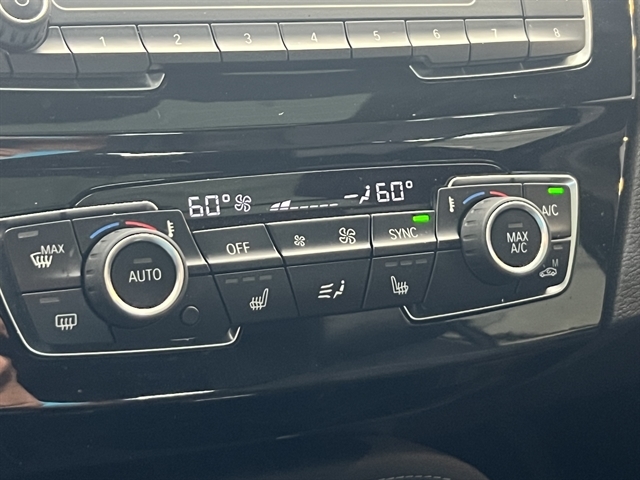 1 2 3 4 5 6 7 8
60° 60°
MAX
AUTO
OFF
SYNC
MAX
A/C
A/C
M